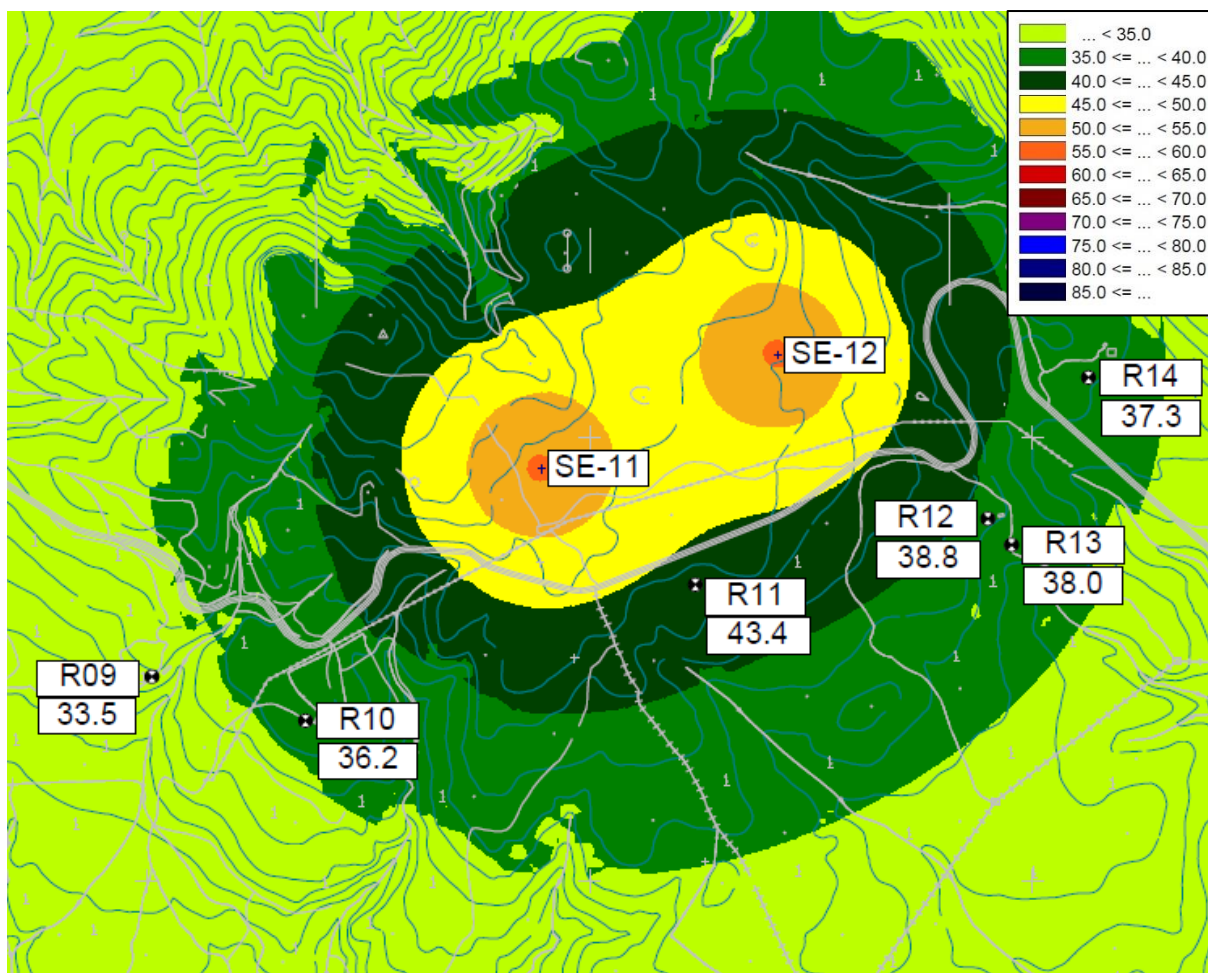 ... < 35.0
35.0 <= ... < 40.0
40.0 <= ... < 45.0
45.0 <= ... < 50.0
50.0 <= ... < 55.0
55.0 <= ... < 60.0
60.0 <= ... < 65.0
65.0 <= ... < 70.0
70.0 <= ... < 75.0
75.0 <= ... < 80.0
80.0 <= ... < 85.0
85.0 <= ...
SE-12
R14
37.3
SE-11
R12
38.8
R13
38.0
R11
43.4
R09
33.5
R10
36.2